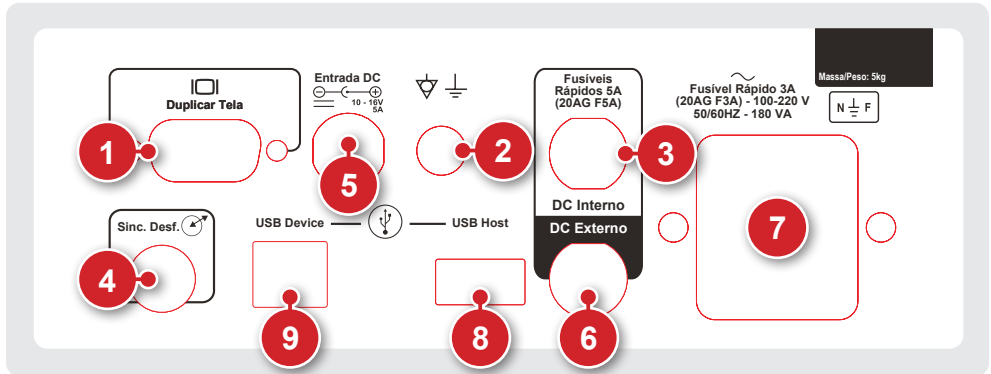 Duplicar Tela
1
Entrada DC
10 - 16V
5A
5
2
Fusíveis
Rápidos 5A
(20AG F5A)
3
DC Interno
DC Externo
6
Massa/Peso: 5kg
Fusível Rápido 3A
(20AG F3A) - 100-220 V
50/60HZ - 180 VA
N F
7
Sinc. Desf.
4
USB Device
USB Host
9
8